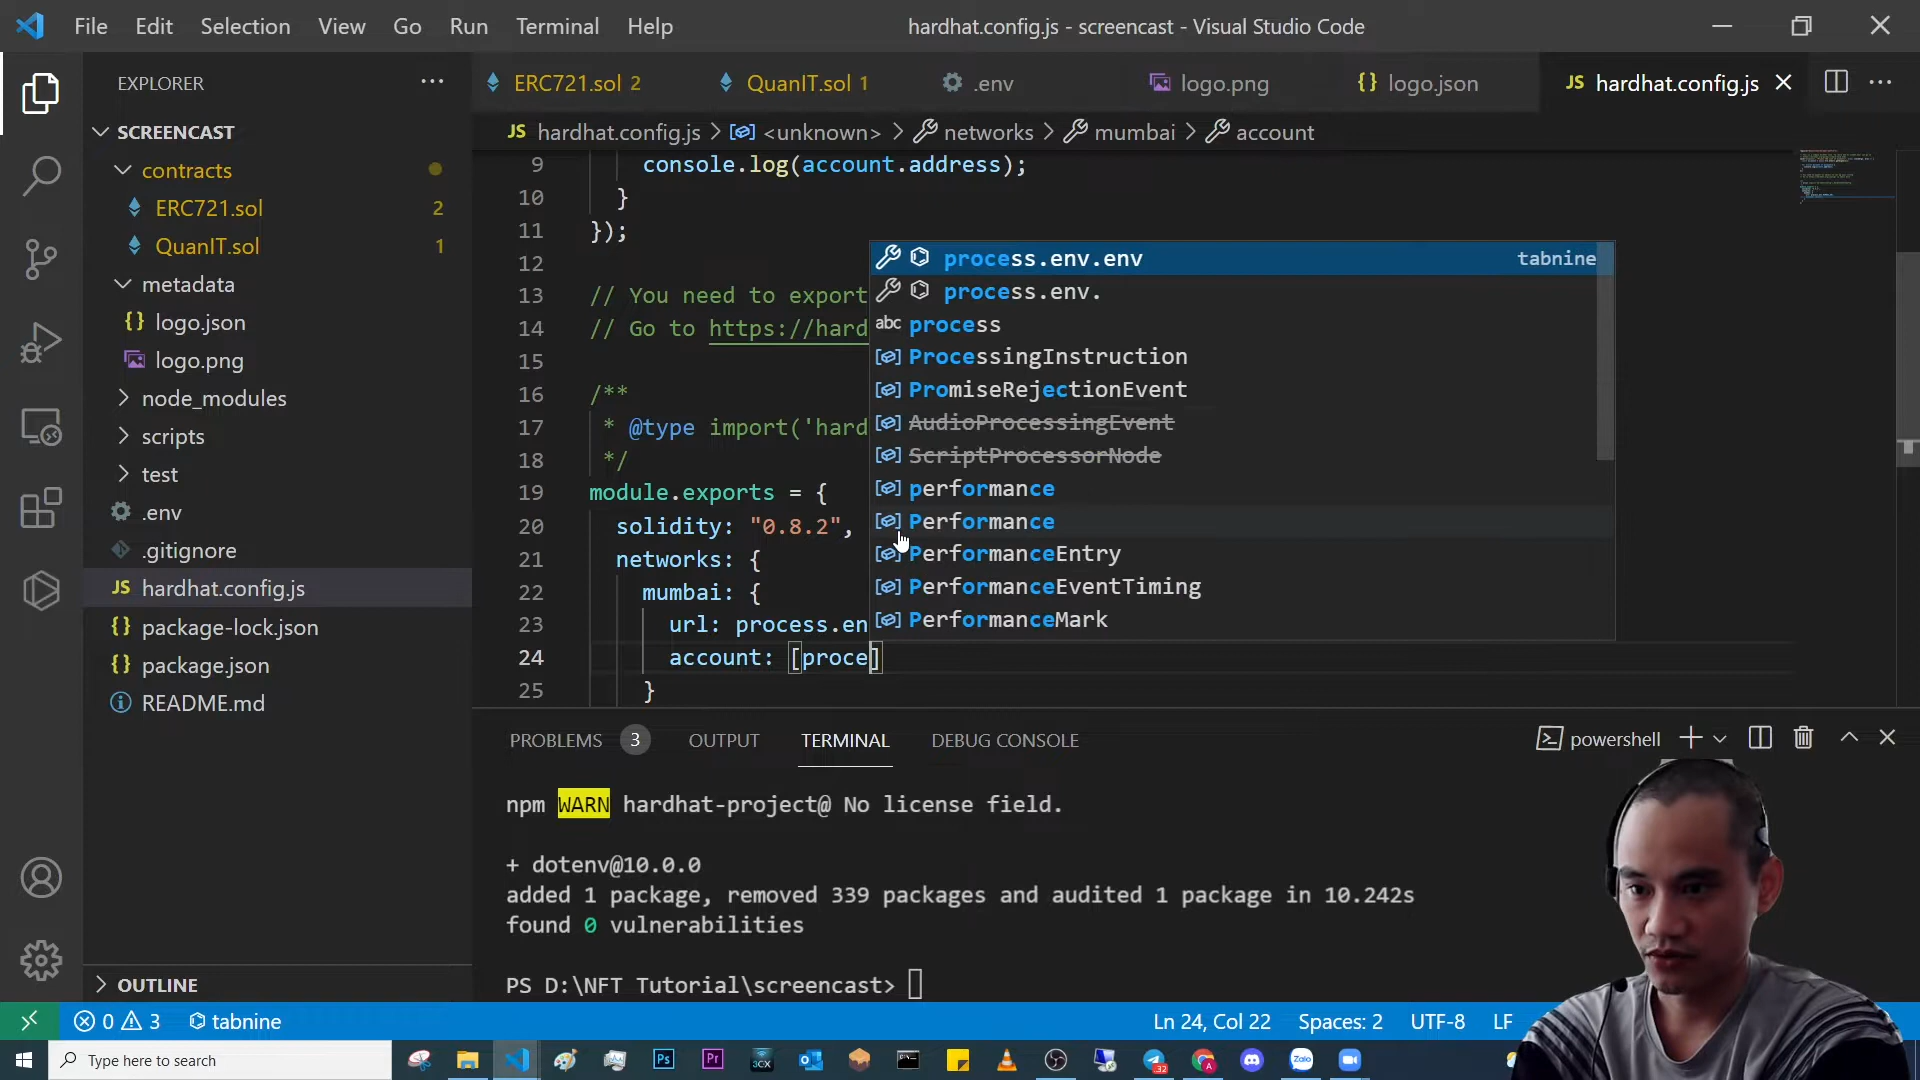 File Edit Selection View Go Run Terminal Help
hardhat.config.js - screencast - Visual Studio Code
EXPLORER
SCREENCAST
contracts
ERC721.sol 2
QuanIT.sol 1
metadata
logo.json
logo.png
node_modules
scripts
test
.env
.gitignore
JS hardhat.config.js
package-lock.json
package.json
README.md
OUTLINE
ERC721.sol 2 QuanIT.sol 1 .env logo.png logo.json JS hardhat.config.js
JS hardhat.config.js > <unknown> > networks > mumbai > account
9 console.log(account.address);
10 }
11 });
12
13 // You need to export
14 // Go to https://hard
15
16 /**
17 * @type import('hard
18 */
19 module.exports = {
20 solidity: "0.8.2",
21 networks: {
22 mumbai: {
23 url: process.en
24 account: [proce]
25 }
process.env.env tabnine
process.env.
abc process
ProcessingInstruction
PromiseRejectionEvent
AudioProcessingEvent
ScriptProcessorNode
performance
Performance
PerformanceEntry
PerformanceEventTiming
PerformanceMark
PROBLEMS 3 OUTPUT TERMINAL DEBUG CONSOLE
powershell
npm WARN hardhat-project@ No license field.
+ dotenv@10.0.0
added 1 package, removed 339 packages and audited 1 package in 10.242s
found 0 vulnerabilities
PS D:\NFT Tutorial\screencast>
0 3 tabnine
Ln 24, Col 22 Spaces: 2 UTF-8 LF
Type here to search
Ps Pr 3CX 32 A Zalo